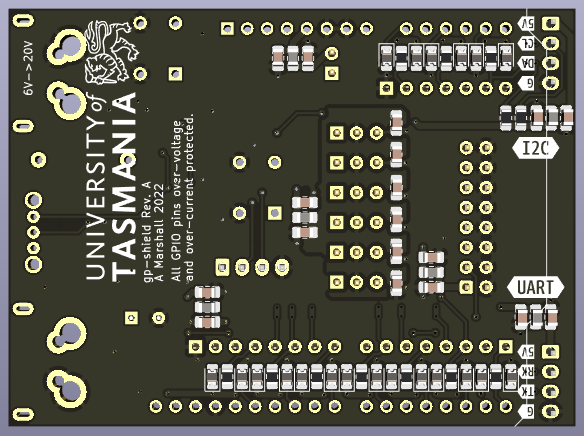 6V->20V
UNIVERSITY of
TASMANIA
gp-shield Rev. A
A Marshall 2022
All GPIO pins over-voltage
and over-current protected.
5V
CL
DA
G
I2C
UART
5V
RX
TX
G